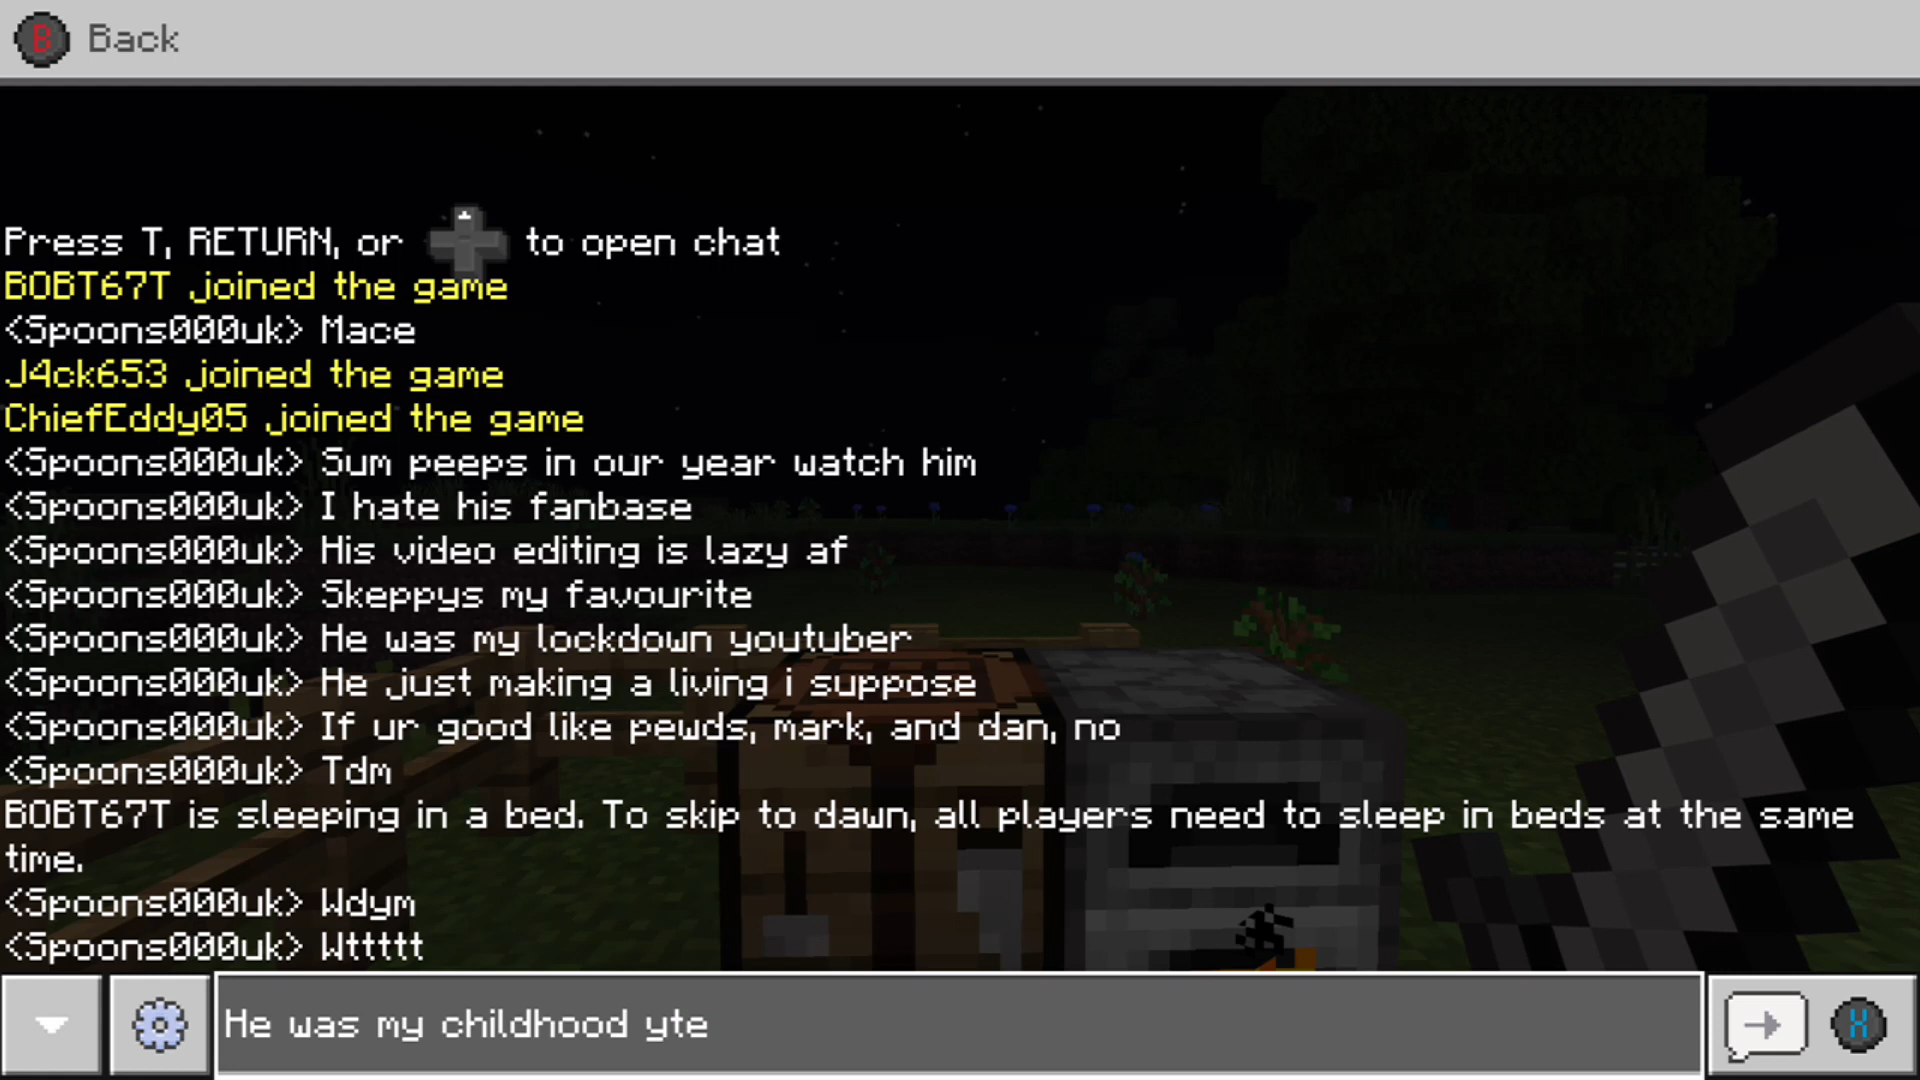 B Back
Press T, RETURN, or to open chat
BOBT67T joined the game
<Spoons000uk> Mace
J4ck653 joined the game
ChiefEddy05 joined the game
<Spoons000uk> Sum peeps in our year watch him
<Spoons000uk> I hate his fanbase
<Spoons000uk> His video editing is lazy af
<Spoons000uk> Skeppys my favourite
<Spoons000uk> He was my lockdown youtuber
<Spoons000uk> He just making a living i suppose
<Spoons000uk> If ur good like pewds, mark, and dan, no
<Spoons000uk> Tdm
BOBT67T is sleeping in a bed. To skip to dawn, all players need to sleep in beds at the same
time.
<Spoons000uk> Wdym
<Spoons000uk> Wttttt
He was my childhood yte
X